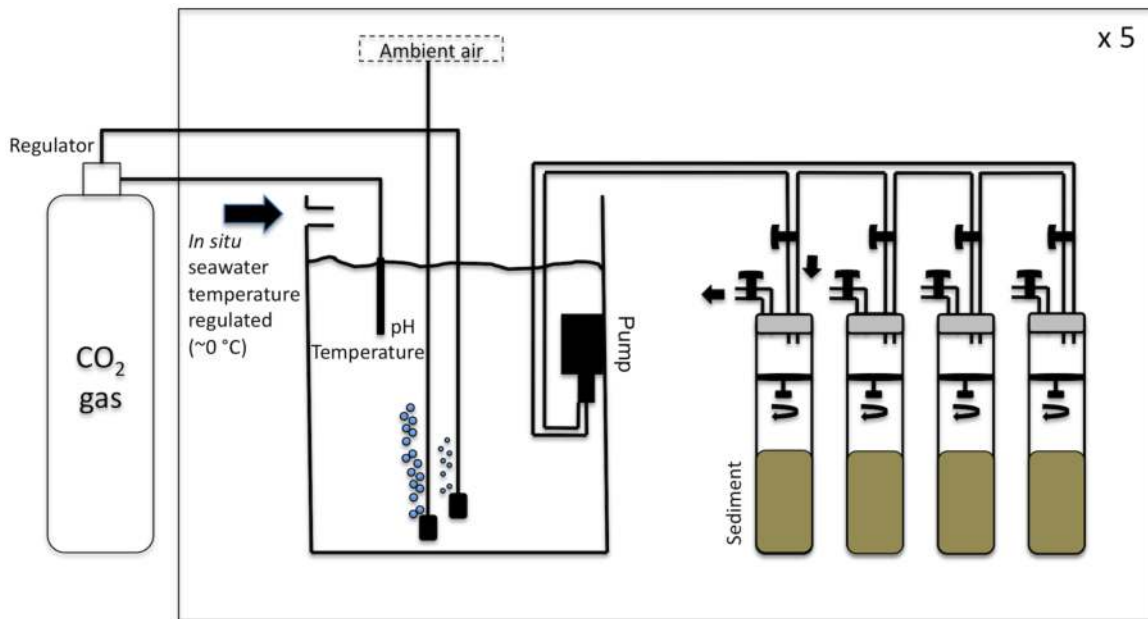 x 5
Ambient air
Regulator
In situ
seawater
temperature
regulated
(~0 °C)
pH
Temperature
Pump
CO₂
gas
Sediment